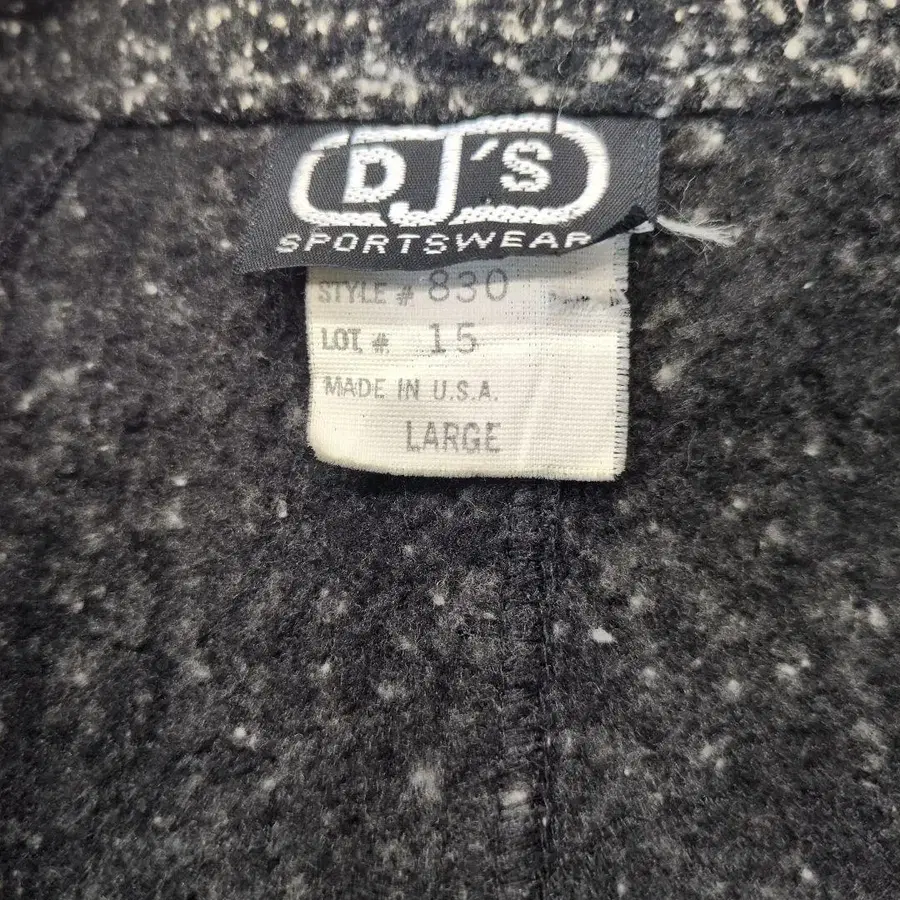 DJ'S
SPORTSWEAR
STYLE # 830
LOT. # 15
MADE IN U.S.A.
LARGE